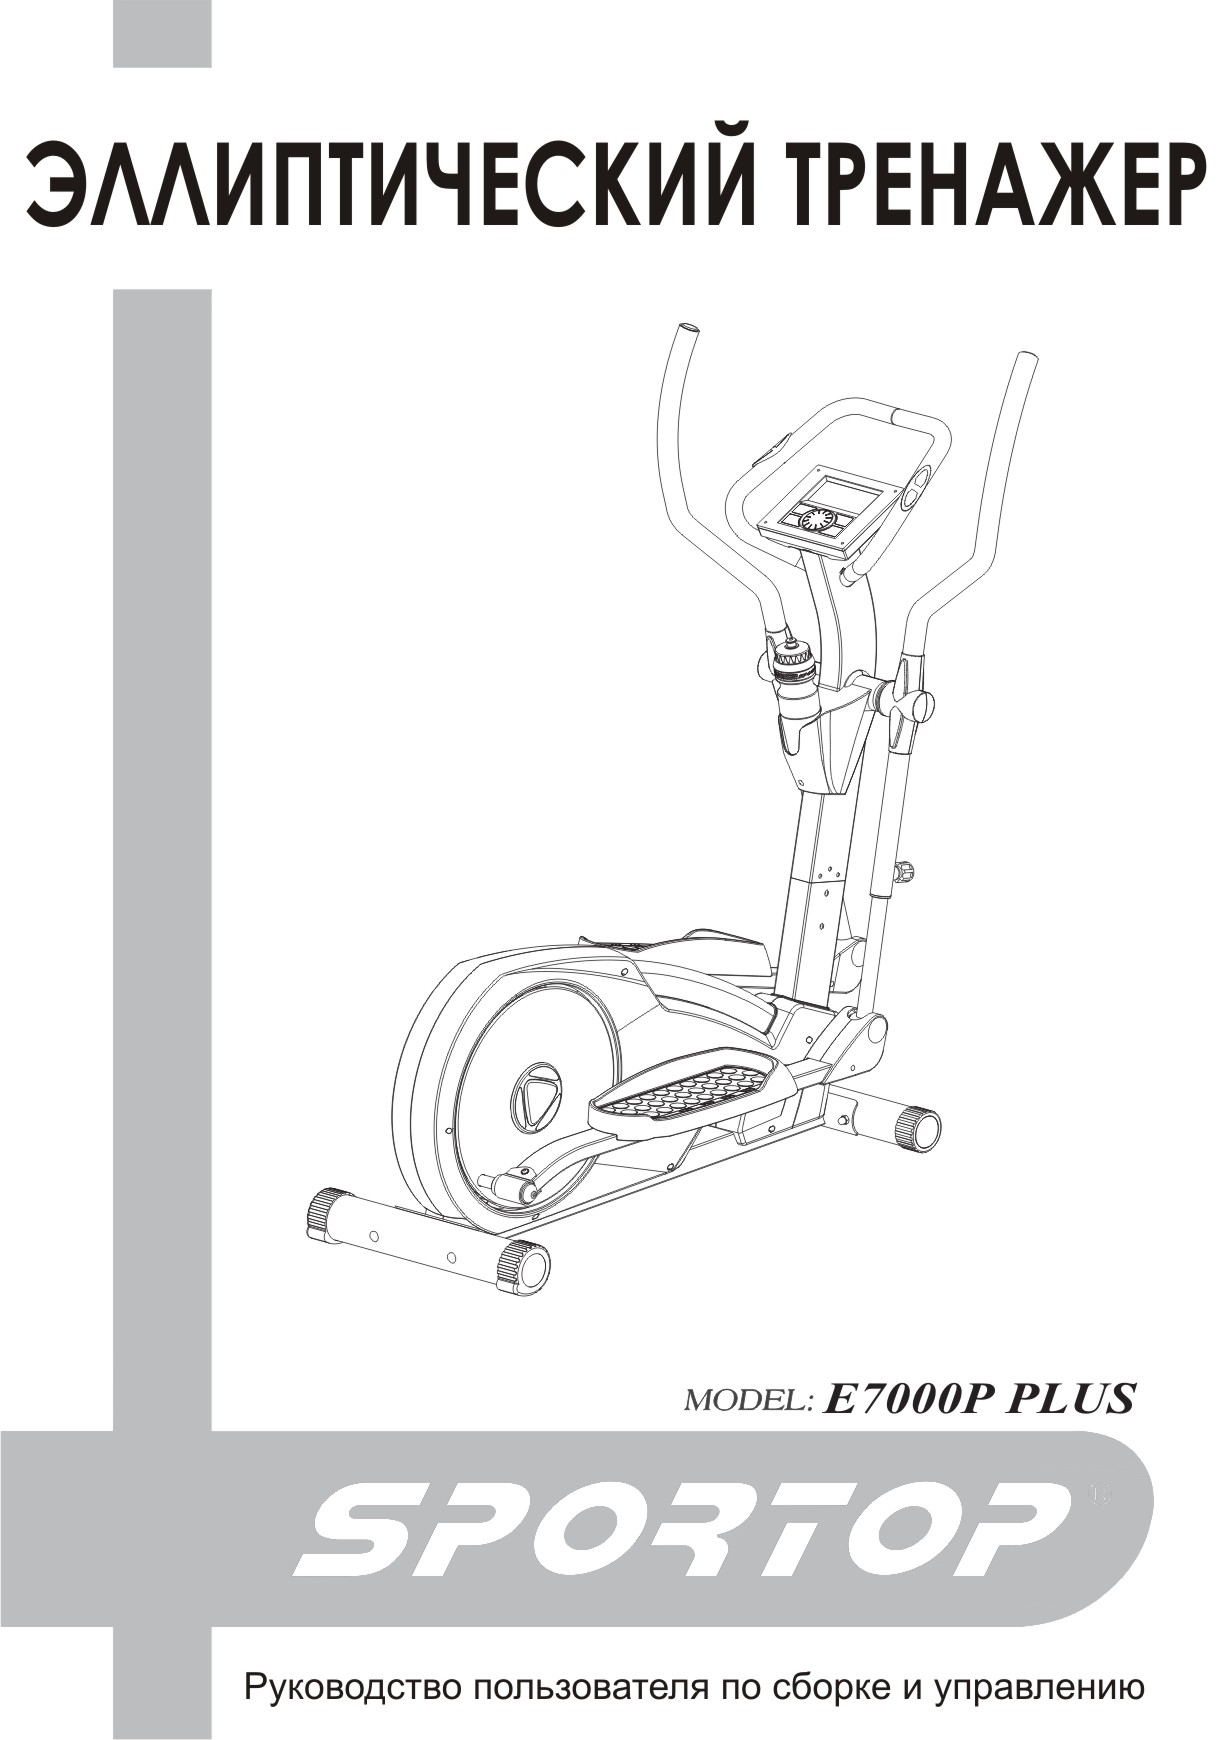 ЭЛЛИПТИЧЕСКИЙ ТРЕНАЖЕР
MODEL: E7000P PLUS
SPORTOP
Руководство пользователя по сборке и управлению